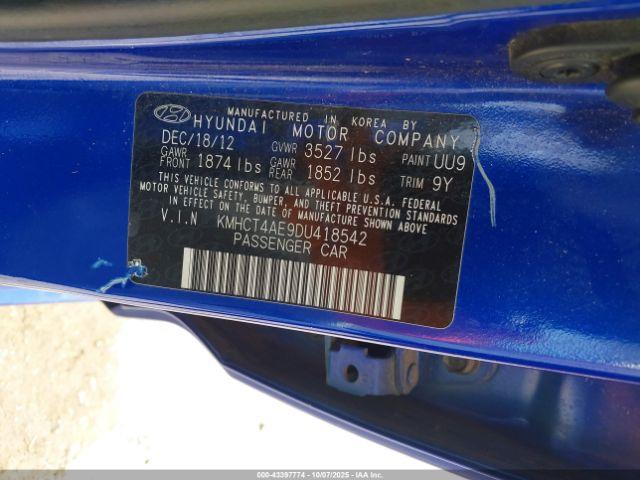 MANUFACTURED IN KOREA BY
HYUNDAI MOTOR COMPANY
DEC/18/12 GVWR 3527 lbs PAINT UU9
GAWR FRONT 1874 lbs GAWR REAR 1852 lbs TRIM 9Y
THIS VEHICLE CONFORMS TO ALL APPLICABLE U.S.A. FEDERAL
MOTOR VEHICLE SAFETY, BUMPER, AND THEFT PREVENTION STANDARDS
IN EFFECT ON THE DATE OF MANUFACTURE SHOWN ABOVE
V.I.N KMHCT4AE9DU418542
PASSENGER CAR
000-43397774 | 10/07/2025 - IAAI.COM